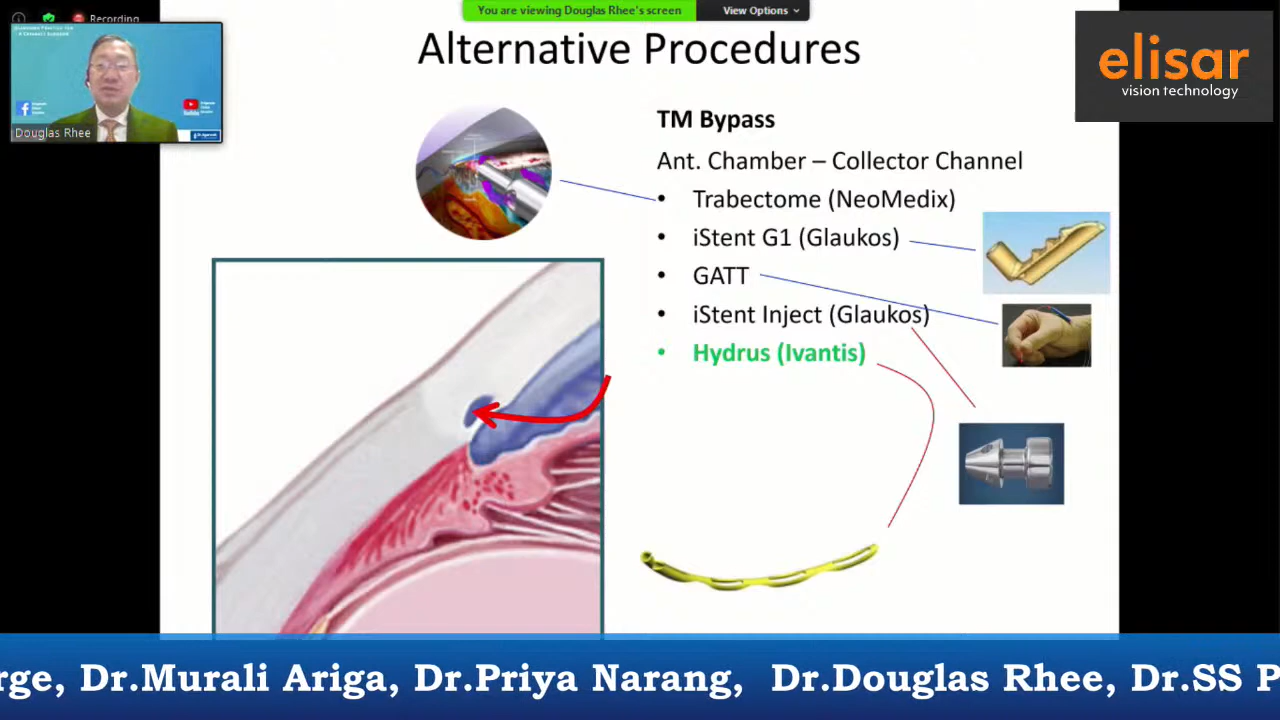 Recording
You are viewing Douglas Rhee's screen
View Options
Alternative Procedures
elisar
vision technology
Douglas Rhee
TM Bypass
Ant. Chamber – Collector Channel
• Trabectome (NeoMedix)
• iStent G1 (Glaukos)
• GATT
• iStent Inject (Glaukos)
• Hydrus (Ivantis)
rge, Dr.Murali Ariga, Dr.Priya Narang, Dr.Douglas Rhee, Dr.SS P